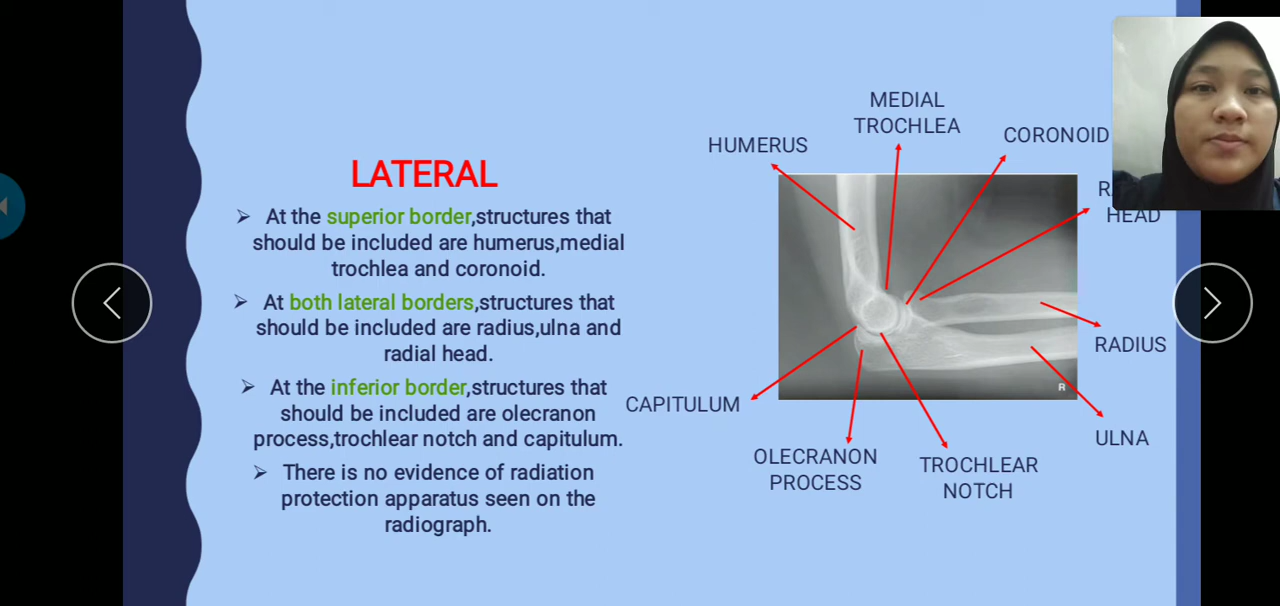 LATERAL
➢ At the superior border,structures that
should be included are humerus,medial
trochlea and coronoid.
➢ At both lateral borders,structures that
should be included are radius,ulna and
radial head.
➢ At the inferior border,structures that
should be included are olecranon
process,trochlear notch and capitulum.
➢ There is no evidence of radiation
protection apparatus seen on the
radiograph.
MEDIAL
TROCHLEA
HUMERUS
CORONOID
HEAD
RADIUS
CAPITULUM
ULNA
OLECRANON
PROCESS
TROCHLEAR
NOTCH
R